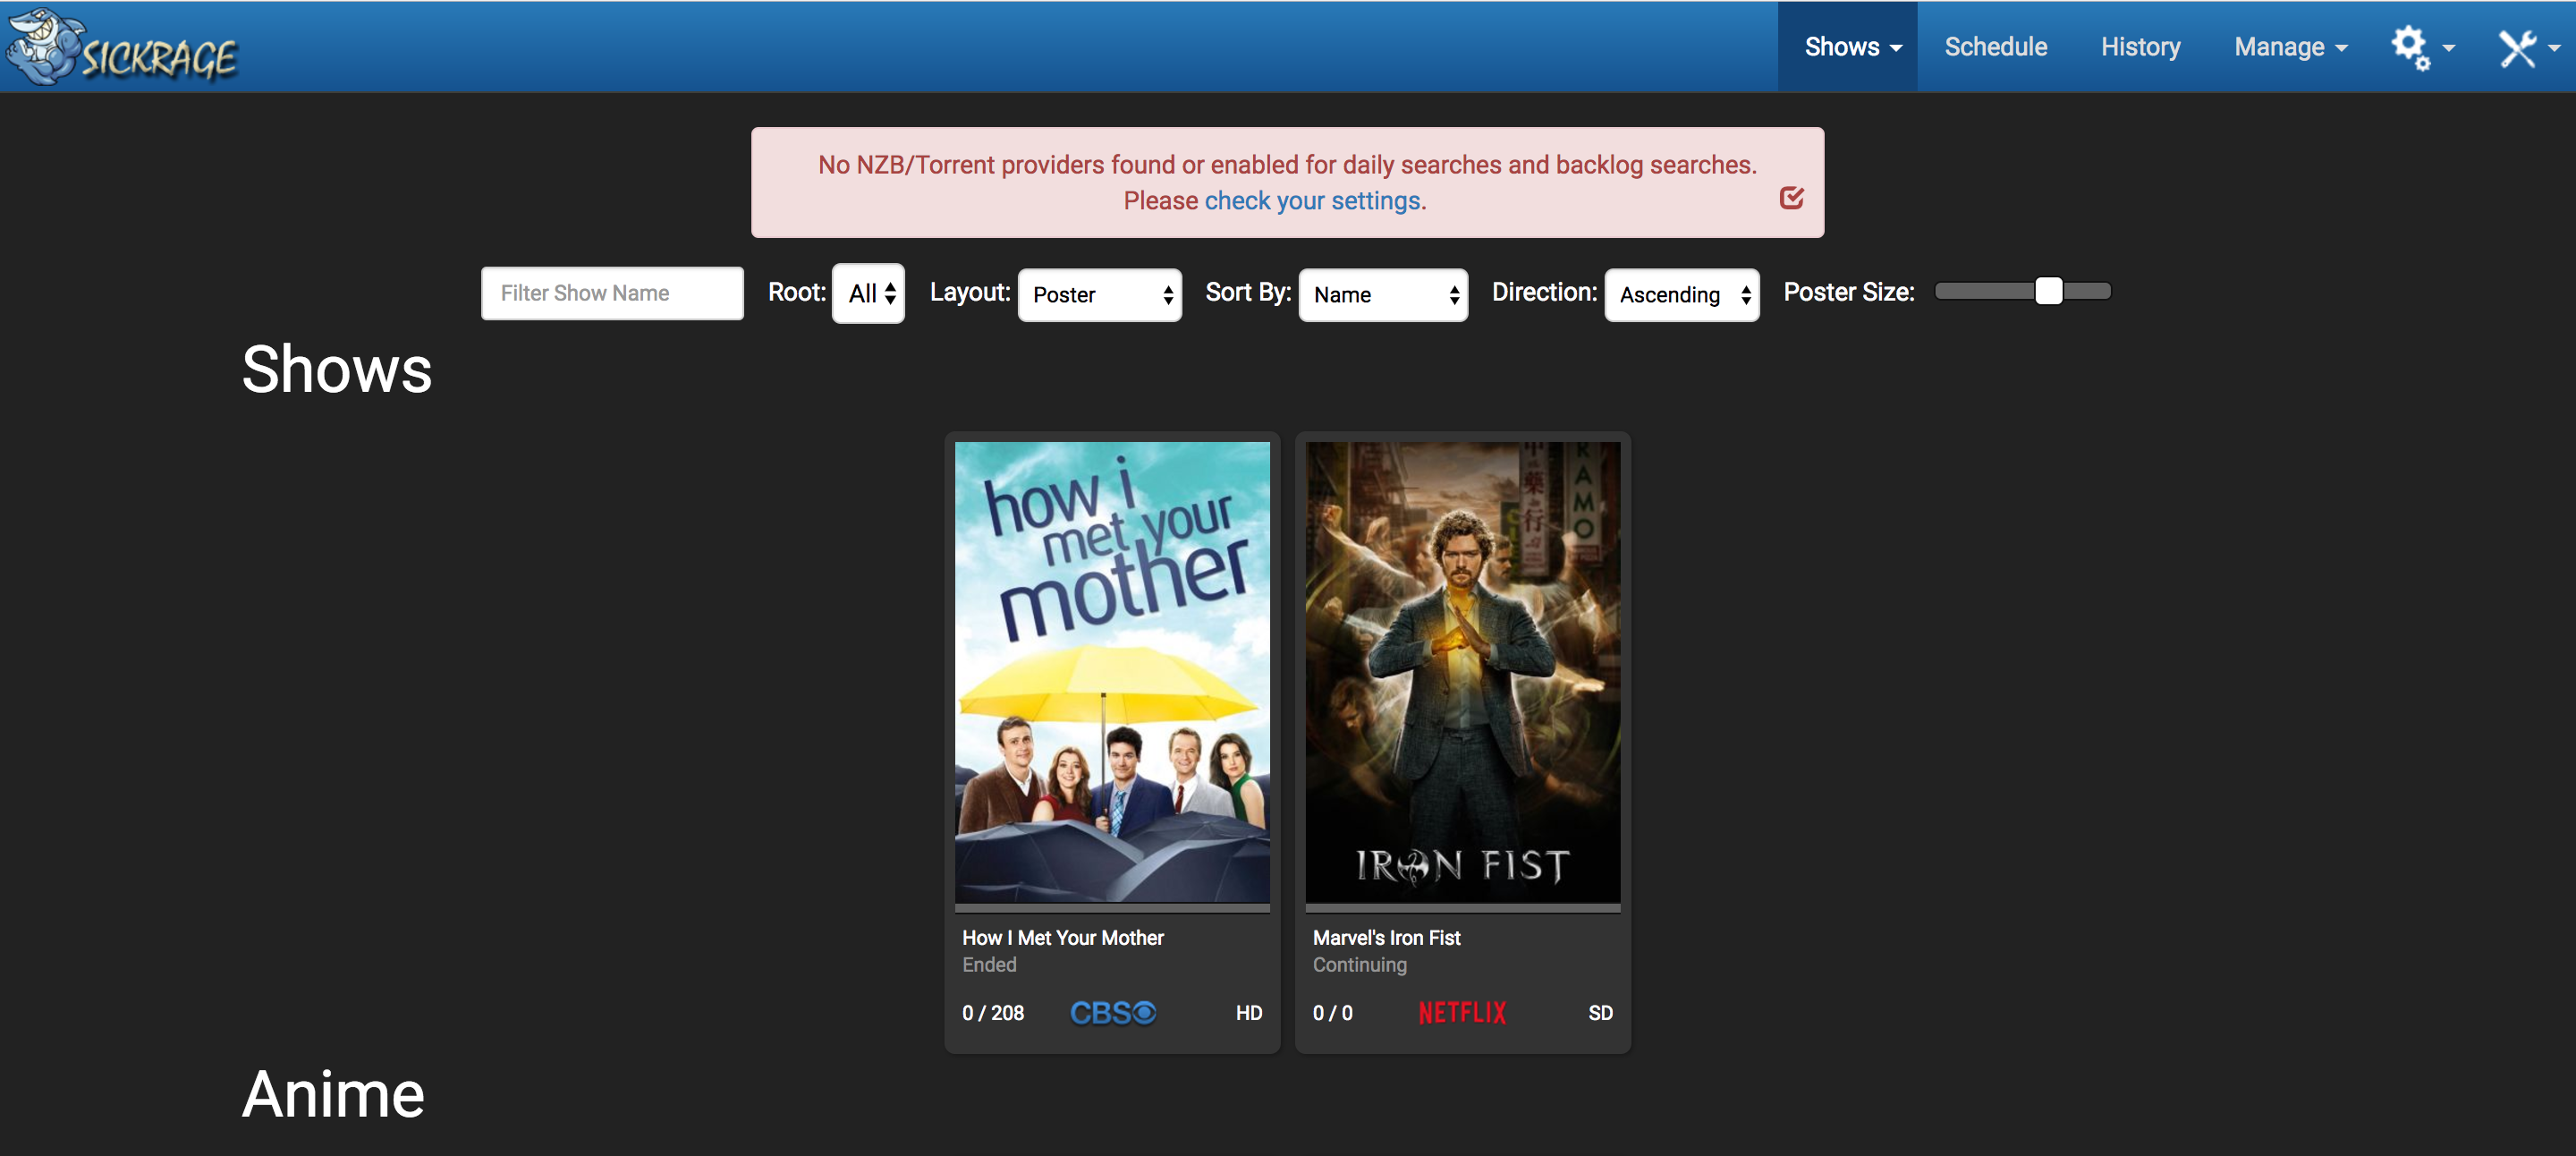 SICKRAGE
Shows
Schedule
History
Manage
No NZB/Torrent providers found or enabled for daily searches and backlog searches.
Please check your settings.
Filter Show Name
Root: All
Layout: Poster
Sort By: Name
Direction: Ascending
Poster Size:
Shows
how i
met your
mother
RAMO
IRON FIST
How I Met Your Mother
Ended
0 / 208
CBS
HD
Marvel's Iron Fist
Continuing
0 / 0
NETFLIX
SD
Anime